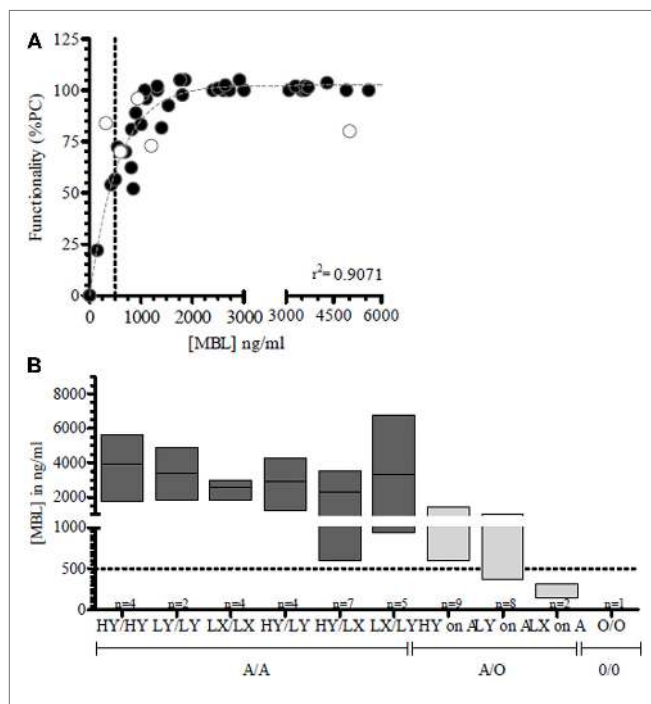 A
125
100
75
50
25
0
Functionality (%PC)
r²= 0.9071
0 1000 2000 3000 3000 4500 6000
[MBL] ng/ml
B
8000
6000
4000
2000
1000
500
0
[MBL] in ng/ml
n=4 n=2 n=4 n=4 n=7 n=5 n=9 n=8 n=2 n=1
HY/HY LY/LY LX/LX HY/LY HY/LX LX/LY HY on A LY on A LX on A O/O
A/A A/O 0/0